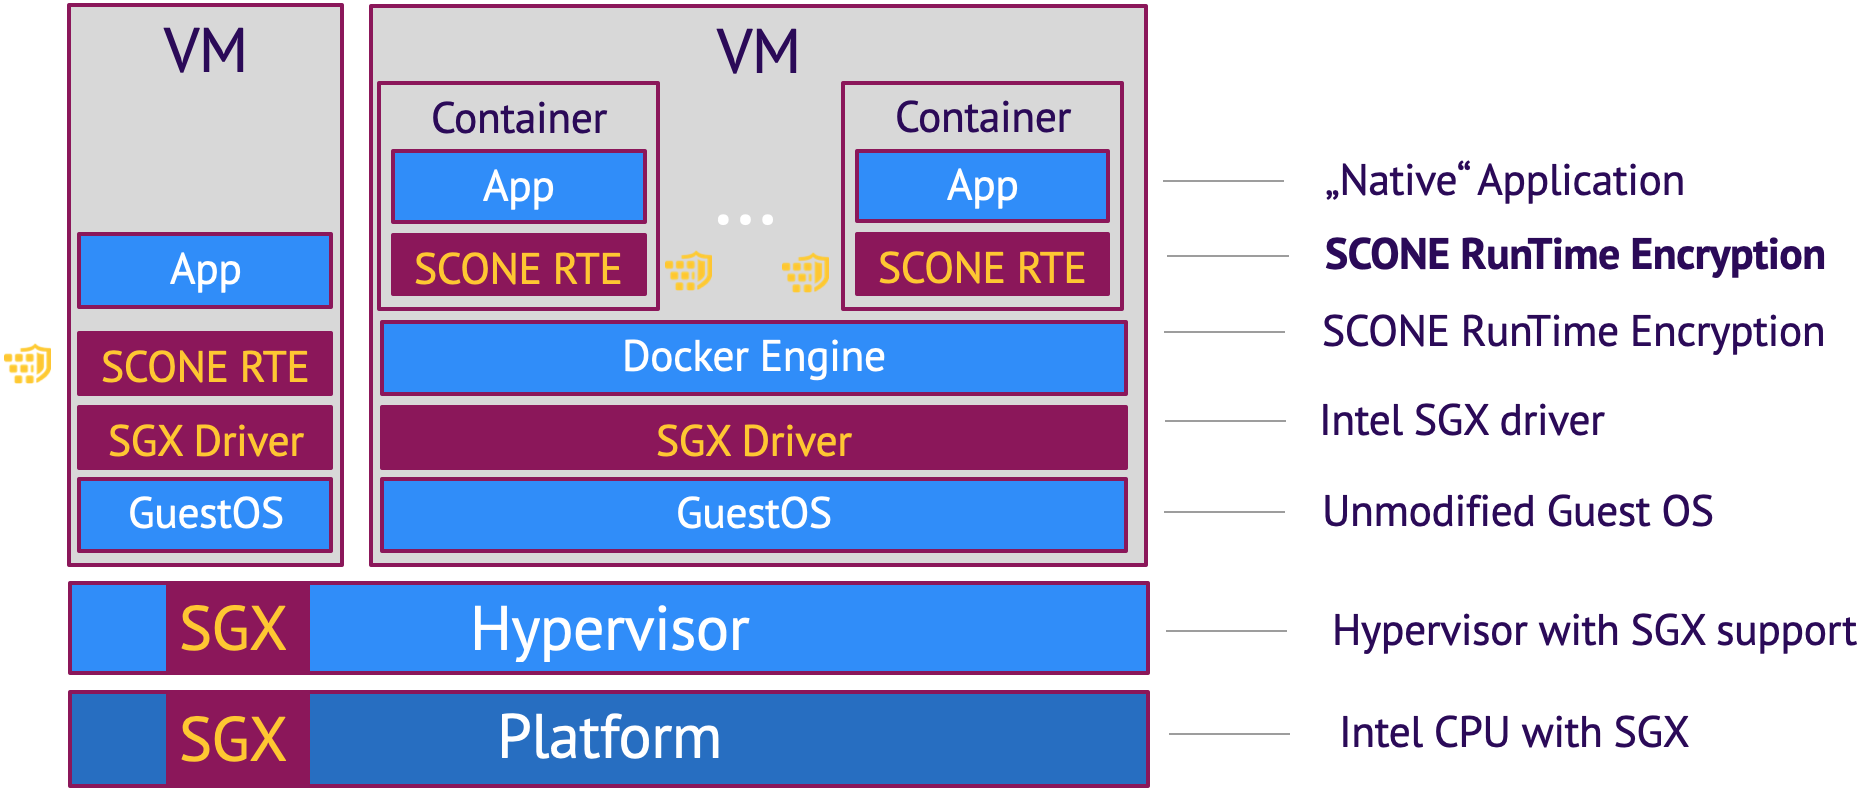 VM
App
SCONE RTE
SGX Driver
GuestOS
VM
Container
App
SCONE RTE
...
Container
App
SCONE RTE
Docker Engine
SGX Driver
GuestOS
SGX Hypervisor
SGX Platform
„Native“ Application
SCONE RunTime Encryption
SCONE RunTime Encryption
Intel SGX driver
Unmodified Guest OS
Hypervisor with SGX support
Intel CPU with SGX